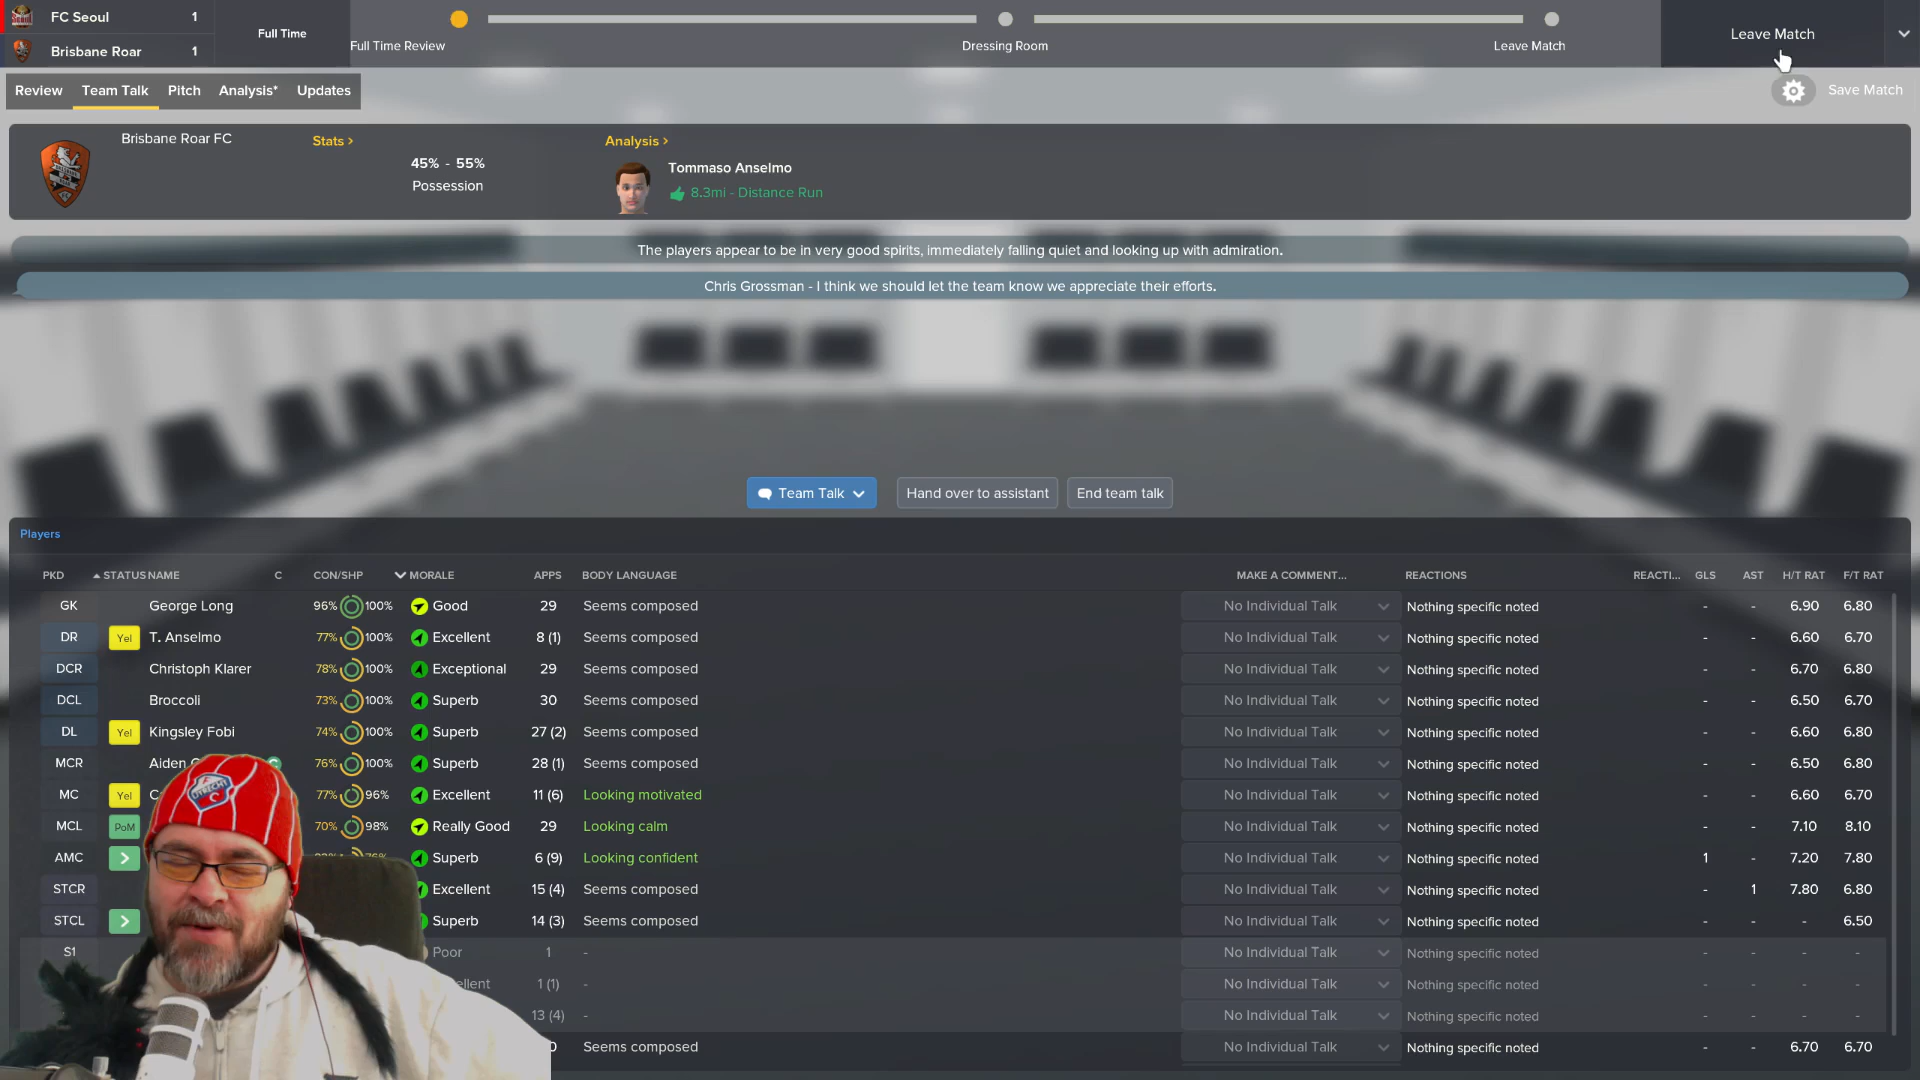 FC Seoul 1
Brisbane Roar 1
Full Time
Full Time Review
Dressing Room
Leave Match
Leave Match
Review Team Talk Pitch Analysis* Updates
Save Match
Brisbane Roar FC
Stats >
45% - 55%
Possession
Analysis >
Tommaso Anselmo
8.3mi - Distance Run
The players appear to be in very good spirits, immediately falling quiet and looking up with admiration.
Chris Grossman - I think we should let the team know we appreciate their efforts.
Team Talk Hand over to assistant End team talk
Players
PKD STATUS NAME C CON/SHP MORALE APPS BODY LANGUAGE MAKE A COMMENT... REACTIONS REACTI... GLS AST H/T RAT F/T RAT
GK George Long 96% 100% Good 29 Seems composed No Individual Talk Nothing specific noted - - 6.90 6.80
DR Yel T. Anselmo 77% 100% Excellent 8 (1) Seems composed No Individual Talk Nothing specific noted - - 6.60 6.70
DCR Christoph Klarer 78% 100% Exceptional 29 Seems composed No Individual Talk Nothing specific noted - - 6.70 6.80
DCL Broccoli 73% 100% Superb 30 Seems composed No Individual Talk Nothing specific noted - - 6.50 6.70
DL Yel Kingsley Fobi 74% 100% Superb 27 (2) Seems composed No Individual Talk Nothing specific noted - - 6.60 6.80
MCR Aiden 76% 100% Superb 28 (1) Seems composed No Individual Talk Nothing specific noted - - 6.50 6.80
MC Yel 77% 96% Excellent 11 (6) Looking motivated No Individual Talk Nothing specific noted - - 6.60 6.70
MCL PoM 70% 98% Really Good 29 Looking calm No Individual Talk Nothing specific noted - - 7.10 8.10
AMC Superb 6 (9) Looking confident No Individual Talk Nothing specific noted 1 - 7.20 7.80
STCR Excellent 15 (4) Seems composed No Individual Talk Nothing specific noted - 1 7.80 6.80
STCL Superb 14 (3) Seems composed No Individual Talk Nothing specific noted - - - 6.50
S1 Poor 1 - No Individual Talk Nothing specific noted - - - -
1 (1) - No Individual Talk Nothing specific noted - - - -
13 (4) - No Individual Talk Nothing specific noted - - - -
Seems composed No Individual Talk Nothing specific noted - - 6.70 6.70
UTRECHT